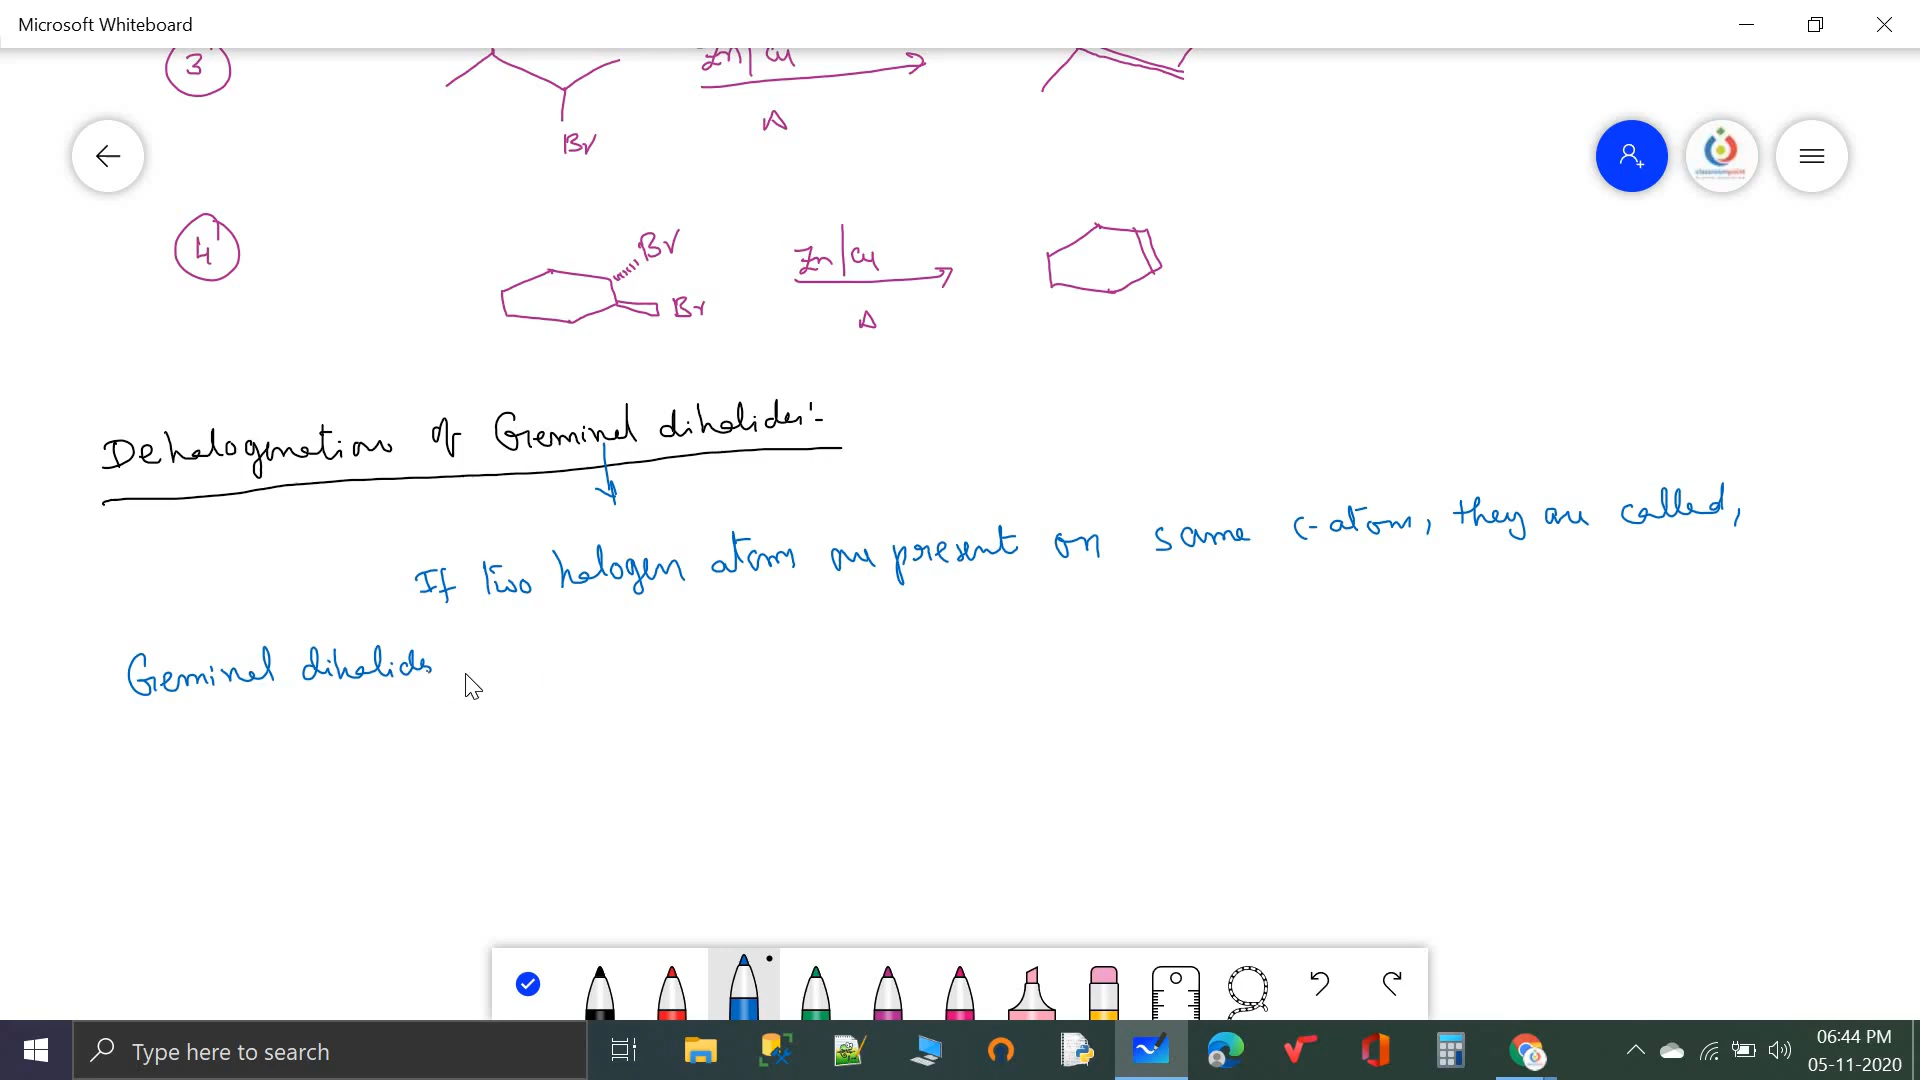 Microsoft Whiteboard
3
Zn | Cu
Δ
Br
4
Br
Br
Zn | Cu
Δ
Dehalogenation of Geminal dihalides:-
If two halogen atoms are present on same c-atom, they are called,
Geminal dihalides
Type here to search
06:44 PM
05-11-2020